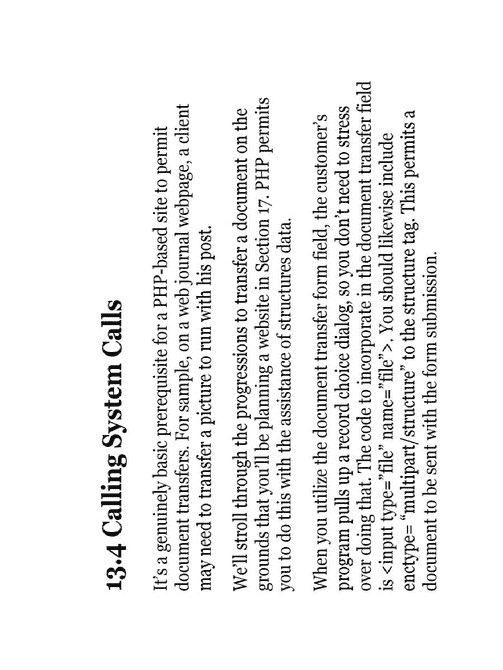 13.4 Calling System Calls
It's a genuinely basic prerequisite for a PHP-based site to permit
document transfers. For sample, on a web journal webpage, a client
may need to transfer a picture to run with his post.
We'll stroll through the progressions to transfer a document on the
grounds that you'll be planning a website in Section 17. PHP permits
you to do this with the assistance of structures data.
When you utilize the document transfer form field, the customer's
program pulls up a record choice dialog, so you don't need to stress
over doing that. The code to incorporate in the document transfer field
is <input type="file" name="file">. You should likewise include
enctype= “multipart/structure” to the structure tag. This permits a
document to be sent with the form submission.